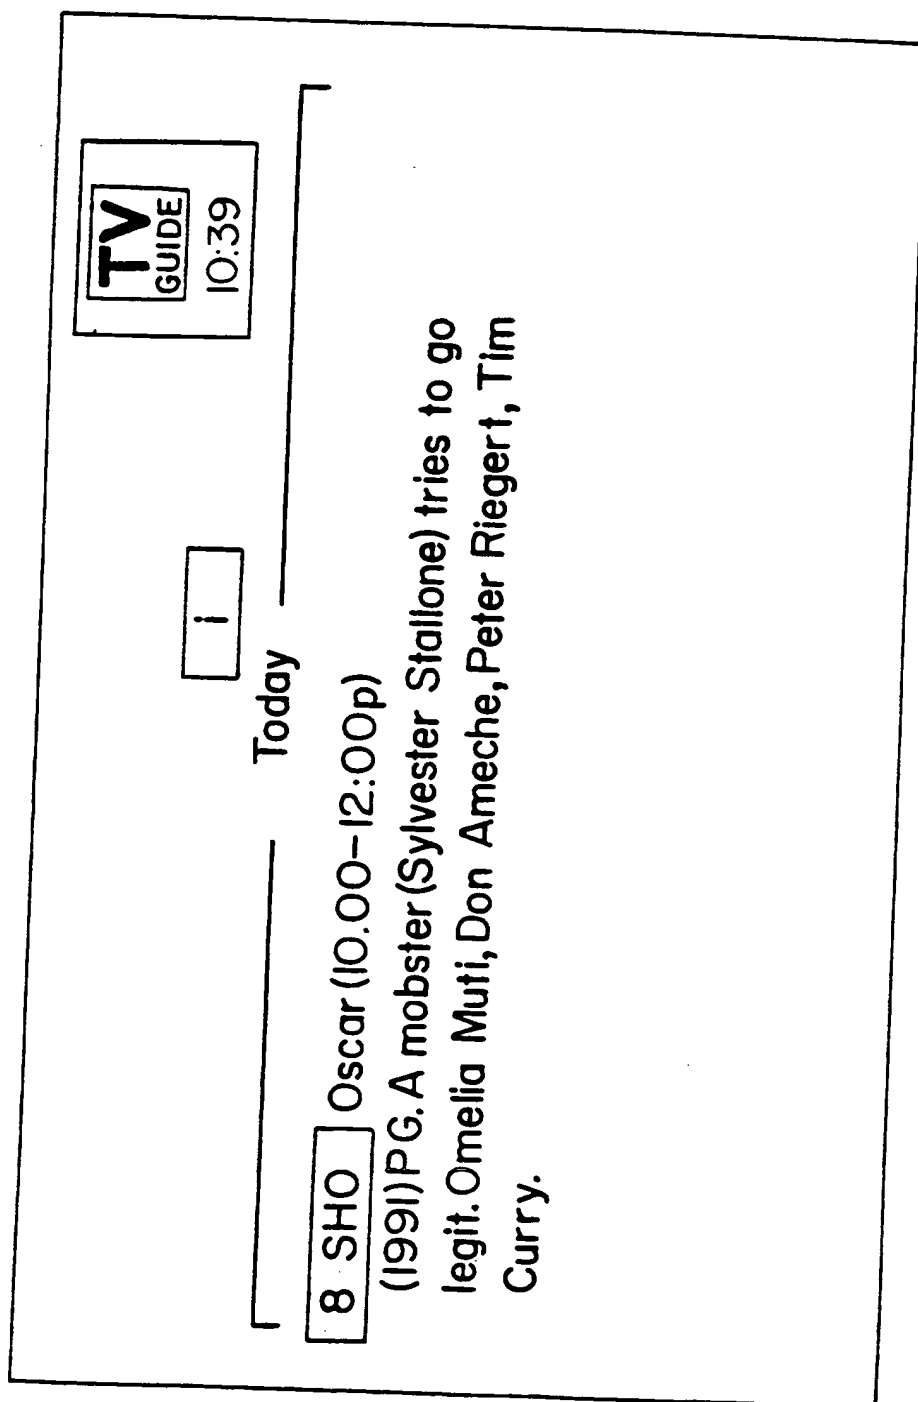 TV
GUIDE
10:39
i
Today
8 SHO Oscar (10.00-12:00p)
(1991) PG. A mobster (Sylvester Stallone) tries to go
legit. Omelia Muti, Don Ameche, Peter Riegert, Tim
Curry.